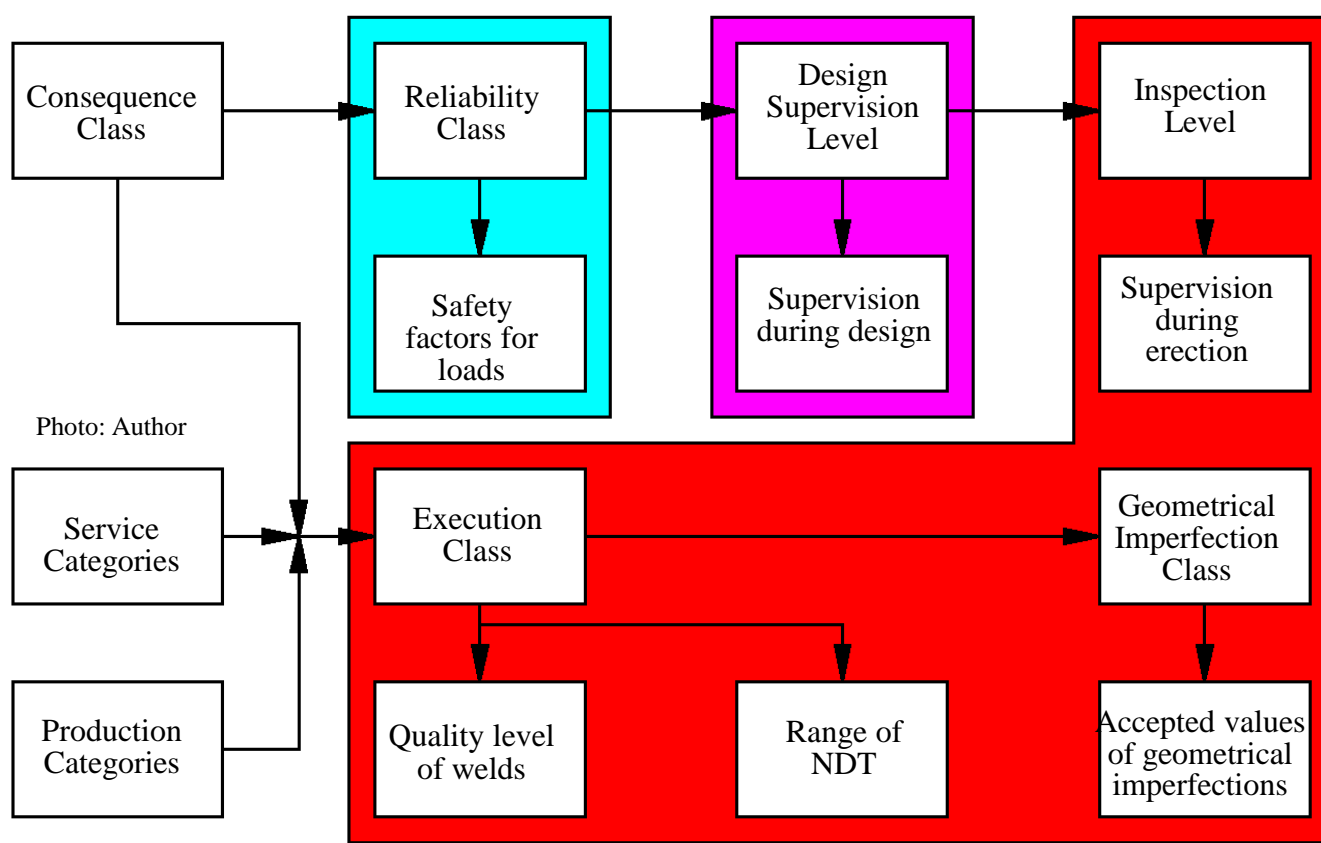 Consequence
Class
Reliability
Class
Design
Supervision
Level
Inspection
Level
Safety
factors for
loads
Supervision
during design
Supervision
during
erection
Photo: Author
Service
Categories
Execution
Class
Geometrical
Imperfection
Class
Production
Categories
Quality level
of welds
Range of
NDT
Accepted values
of geometrical
imperfections